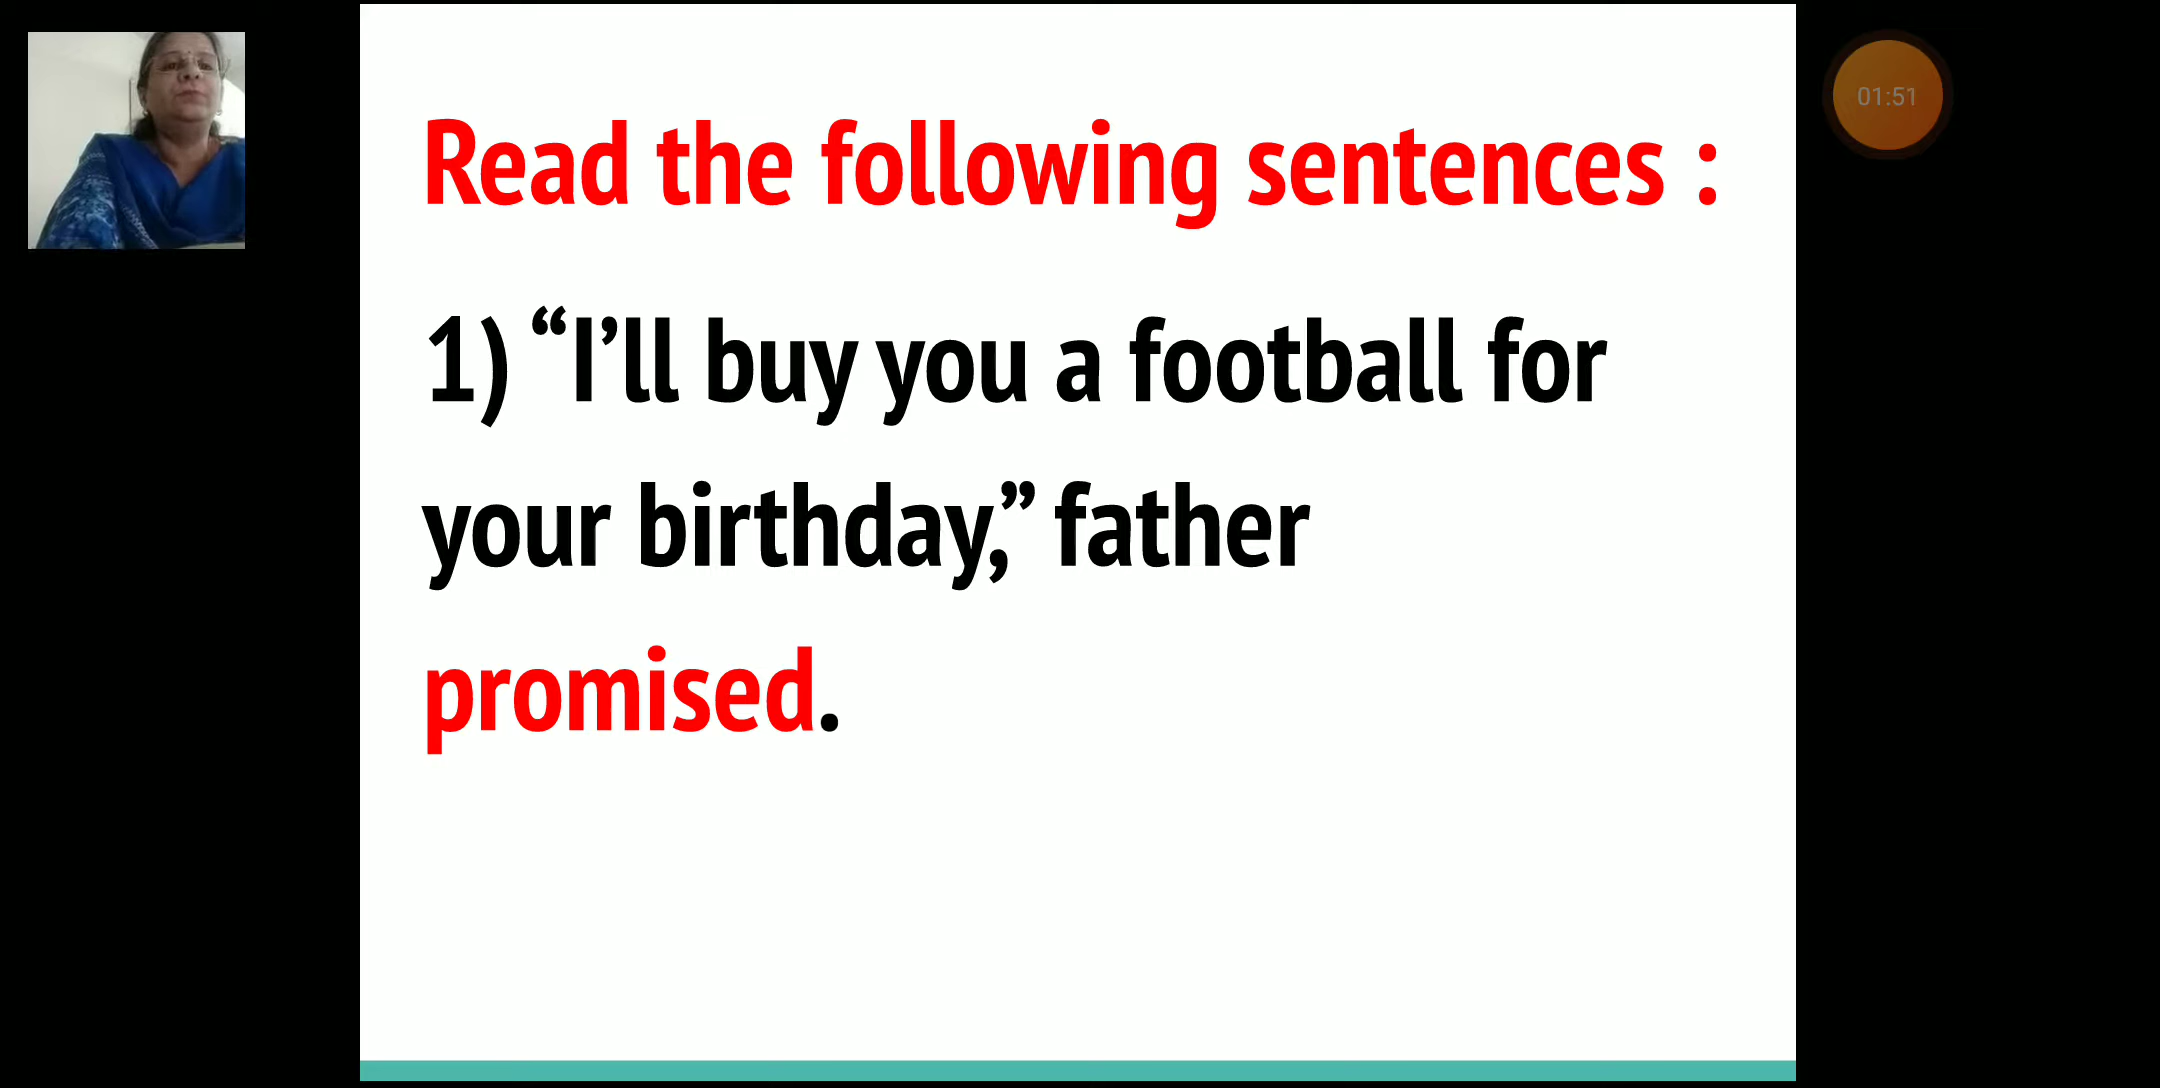 Read the following sentences :
1) “I’ll buy you a football for
your birthday,” father
promised.
01:51